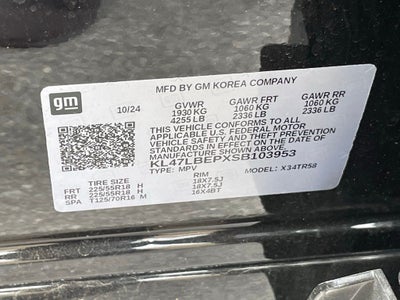 MFD BY GM KOREA COMPANY
gm
10/24 GVWR GAWR FRT GAWR RR
1930 KG 1060 KG 1060 KG
4255 LB 2336 LB 2336 LB
THIS VEHICLE CONFORMS TO ALL
APPLICABLE U.S. FEDERAL MOTOR
VEHICLE SAFETY AND THEFT PREVENTION
STANDARDS IN EFFECT ON THE DATE OF
MANUFACTURE SHOWN ABOVE.
KL47LBEPXSB103953
TYPE: MPV MODEL: X34TR58
TIRE SIZE RIM
FRT 225/55R18 H 18X7.5J
RR 225/55R18 H 18X7.5J
SPA T125/70R16 M 16X4BT